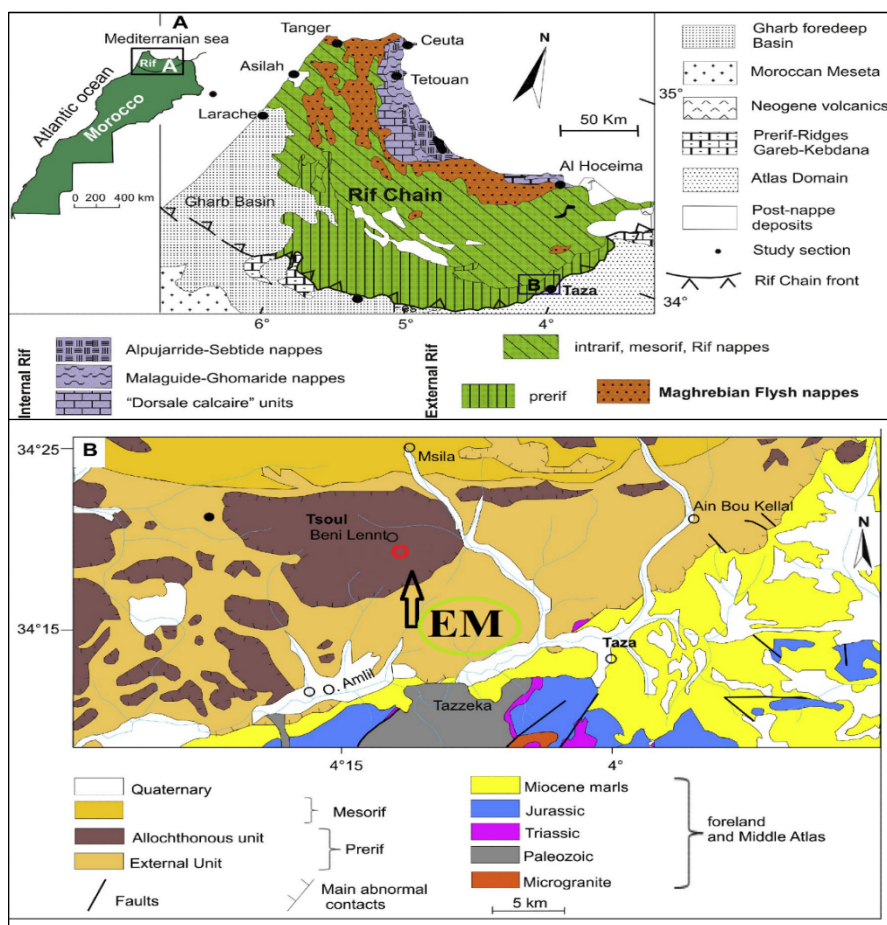 A
Mediterranian sea
Rif
A
Atlantic ocean
Morocco
0 200 400 km
Tanger
Ceuta
Asilah
Tetouan
Larache
35°
50 Km
Al Hoceima
Rif Chain
Gharb Basin
B
Taza
Fes
34°
6°
5°
4°
Gharb foredeep
Basin
Moroccan Meseta
Neogene volcanics
Prerif-Ridges
Gareb-Kebdana
Atlas Domain
Post-nappe
deposits
Study section
Rif Chain front
Internal Rif
Alpujarride-Sebtide nappes
Malaguide-Ghomaride nappes
"Dorsale calcaire" units
External Rif
intrarif, mesorif, Rif nappes
prerif
Maghrebian Flysh nappes
B
34°25
34°15
Msila
Ain Bou Kellal
Tsoul
Beni Lennt
N
EM
Taza
O. Amlil
Tazzeka
4°15
4°
Quaternary
Mesorif
Allochthonous unit
Prerif
External Unit
Faults
Main abnormal
contacts
Miocene marls
Jurassic
Triassic
Paleozoic
Microgranite
foreland
and Middle Atlas
5 km